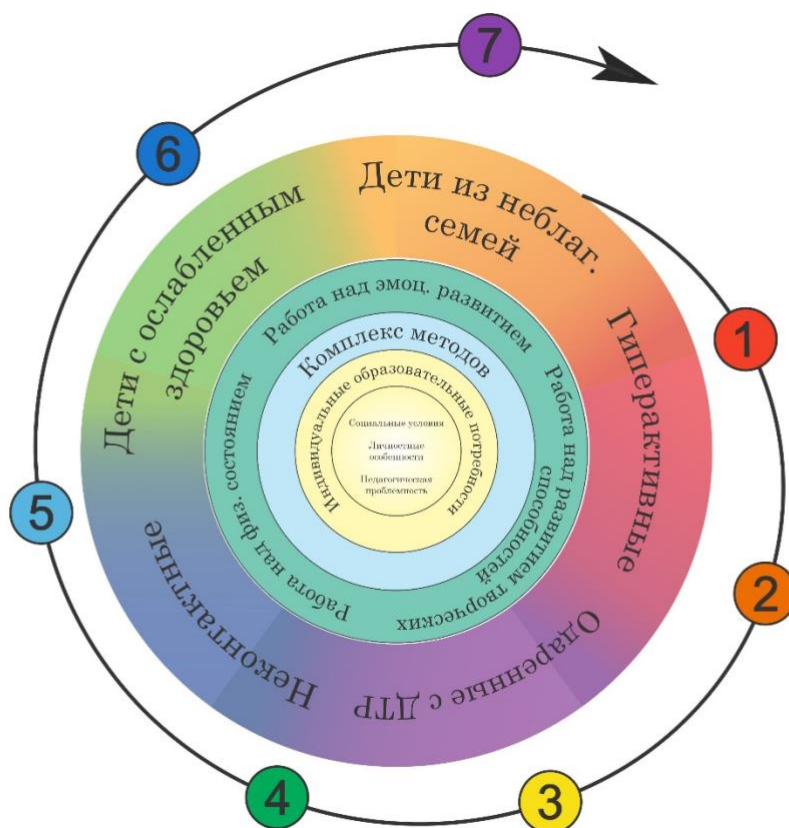 7
6
1
5
2
4
3
Дети из неблаг.
семей
Гиперактивные
Одаренные с ДТР
Неконтактные
Дети с ослабленным
здоровьем
Работа над эмоц. развитием
Работа над развитием творческих
способностей
Работа над физ. состоянием
Комплекс методов
Индивидуальные образовательные потребности
Социальные условия
Личностные
особенности
Педагогическая
проблемность